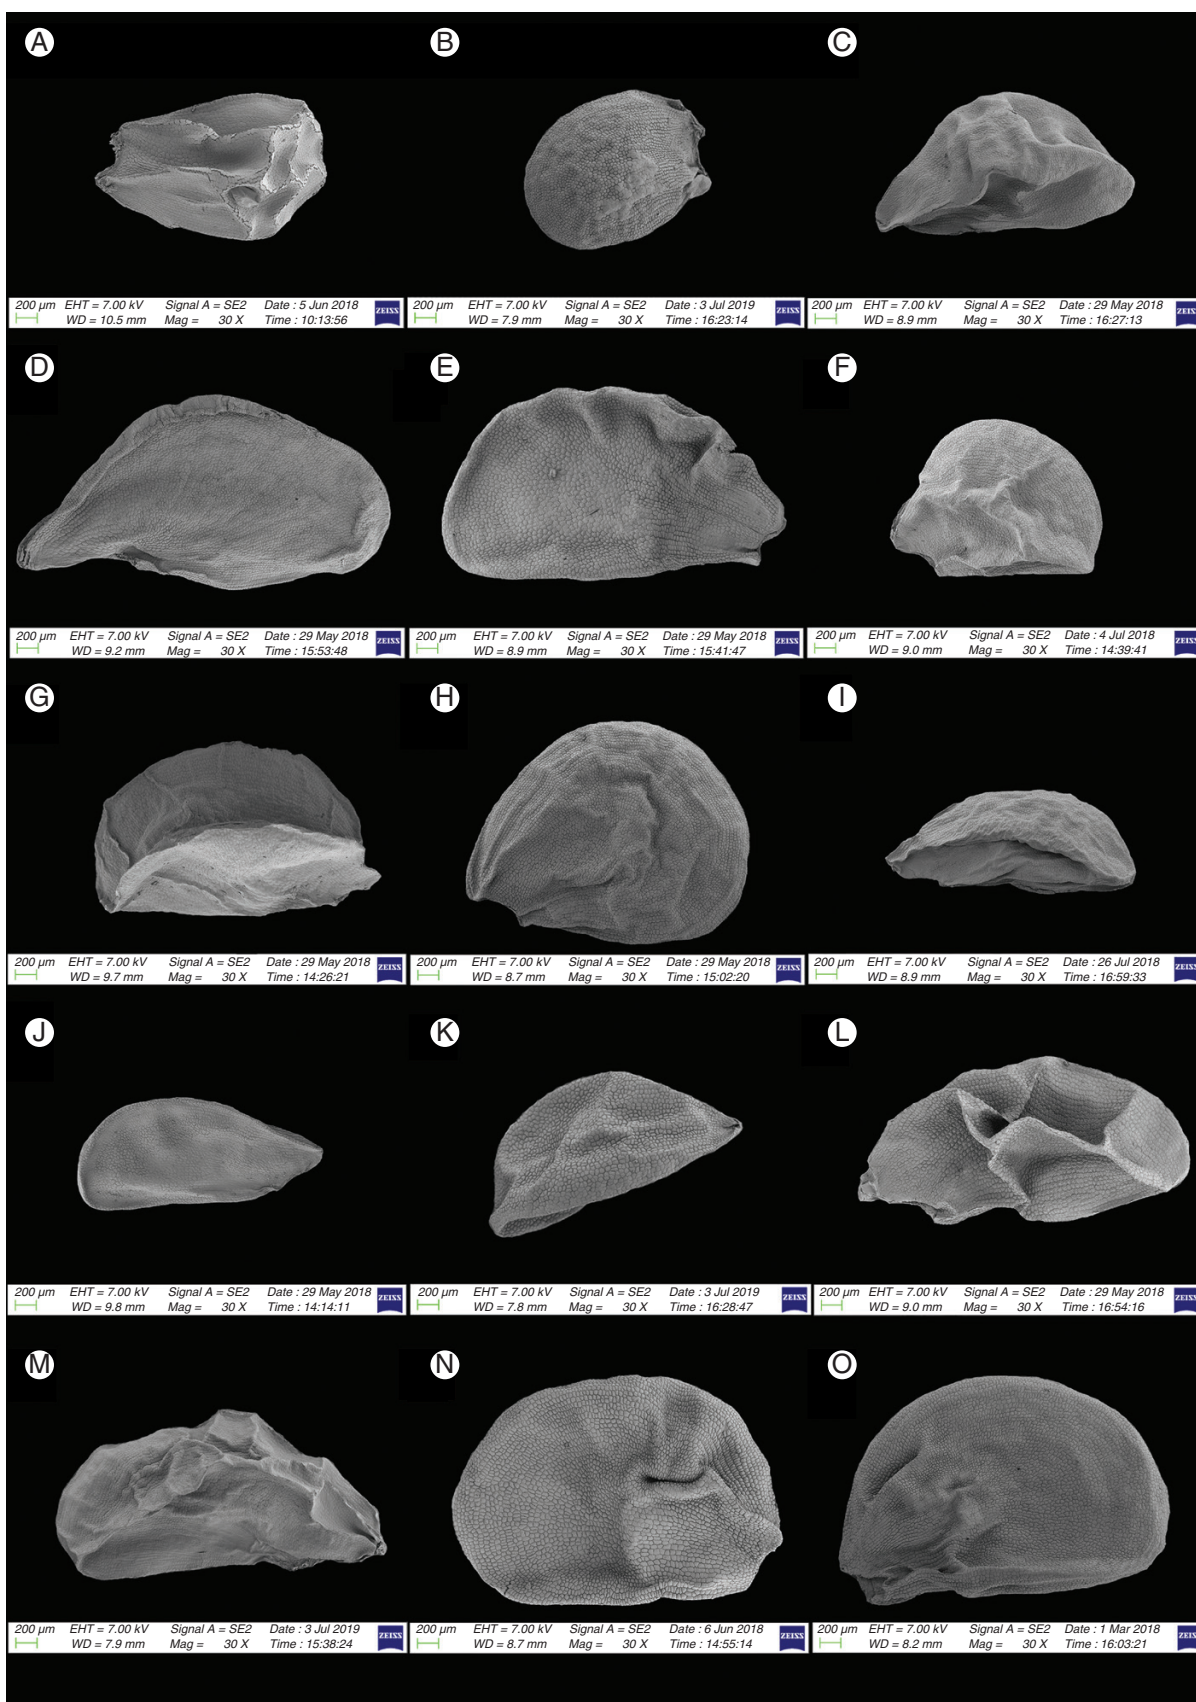 A
B
C
200 µm EHT = 7.00 kV Signal A = SE2 Date : 5 Jun 2018 ZEISS
WD = 10.5 mm Mag = 30 X Time : 10:13:56
200 µm EHT = 7.00 kV Signal A = SE2 Date : 3 Jul 2019 ZEISS
WD = 7.9 mm Mag = 30 X Time : 16:23:14
200 µm EHT = 7.00 kV Signal A = SE2 Date : 29 May 2018 ZEISS
WD = 8.9 mm Mag = 30 X Time : 16:27:13
D
E
F
200 µm EHT = 7.00 kV Signal A = SE2 Date : 29 May 2018 ZEISS
WD = 9.2 mm Mag = 30 X Time : 15:53:48
200 µm EHT = 7.00 kV Signal A = SE2 Date : 29 May 2018 ZEISS
WD = 8.9 mm Mag = 30 X Time : 15:41:47
200 µm EHT = 7.00 kV Signal A = SE2 Date : 4 Jul 2018 ZEISS
WD = 9.0 mm Mag = 30 X Time : 14:39:41
G
H
I
200 µm EHT = 7.00 kV Signal A = SE2 Date : 29 May 2018 ZEISS
WD = 9.7 mm Mag = 30 X Time : 14:26:21
200 µm EHT = 7.00 kV Signal A = SE2 Date : 29 May 2018 ZEISS
WD = 8.7 mm Mag = 30 X Time : 15:02:20
200 µm EHT = 7.00 kV Signal A = SE2 Date : 26 Jul 2018 ZEISS
WD = 8.9 mm Mag = 30 X Time : 16:59:33
J
K
L
200 µm EHT = 7.00 kV Signal A = SE2 Date : 29 May 2018 ZEISS
WD = 9.8 mm Mag = 30 X Time : 14:14:11
200 µm EHT = 7.00 kV Signal A = SE2 Date : 3 Jul 2019 ZEISS
WD = 7.8 mm Mag = 30 X Time : 16:28:47
200 µm EHT = 7.00 kV Signal A = SE2 Date : 29 May 2018 ZEISS
WD = 9.0 mm Mag = 30 X Time : 16:54:16
M
N
O
200 µm EHT = 7.00 kV Signal A = SE2 Date : 3 Jul 2019 ZEISS
WD = 7.9 mm Mag = 30 X Time : 15:38:24
200 µm EHT = 7.00 kV Signal A = SE2 Date : 6 Jun 2018 ZEISS
WD = 8.7 mm Mag = 30 X Time : 14:55:14
200 µm EHT = 7.00 kV Signal A = SE2 Date : 1 Mar 2018 ZEISS
WD = 8.2 mm Mag = 30 X Time : 16:03:21